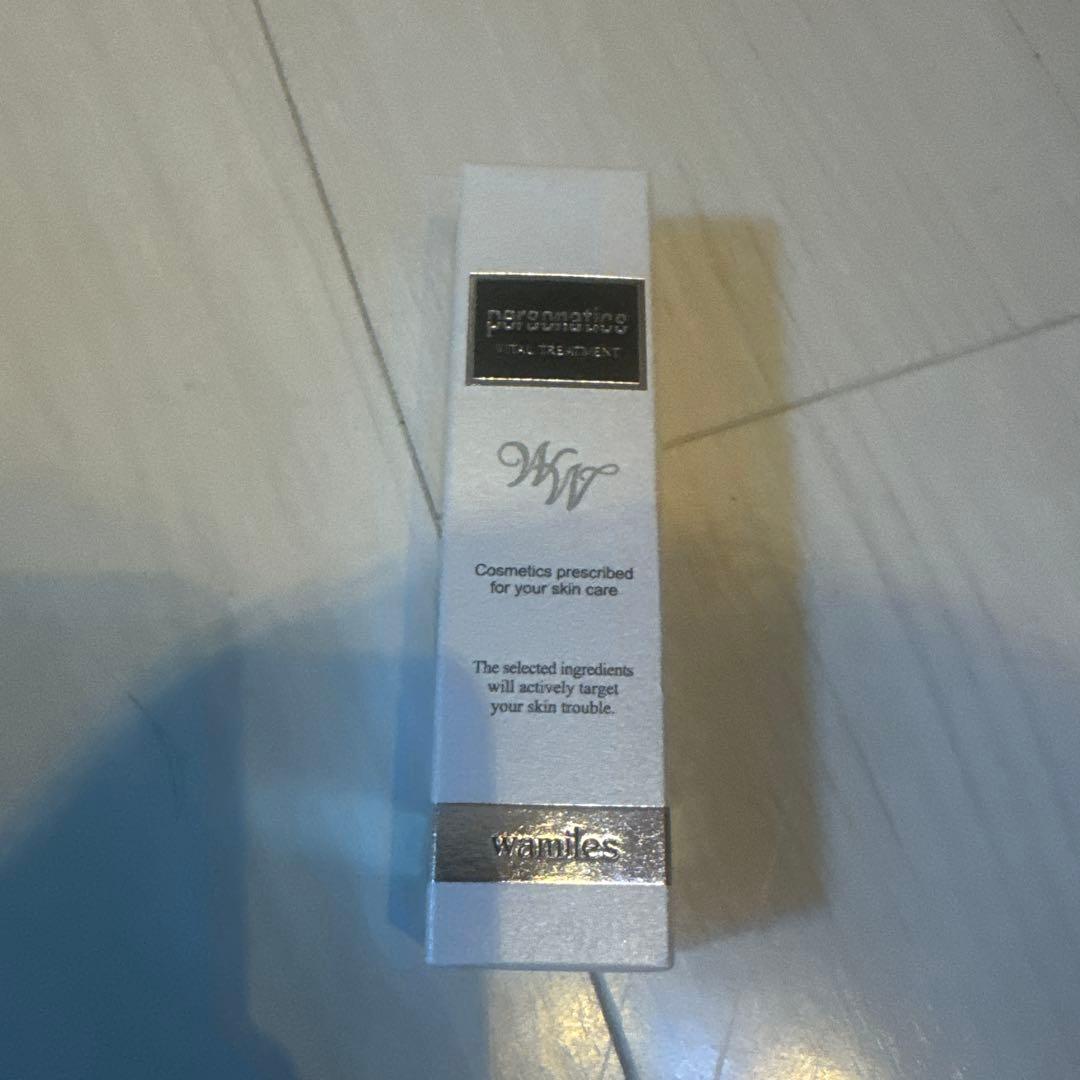 personatics
VITAL TREATMENT
WW
Cosmetics prescribed
for your skin care
The selected ingredients
will actively target
your skin trouble.
wamiles